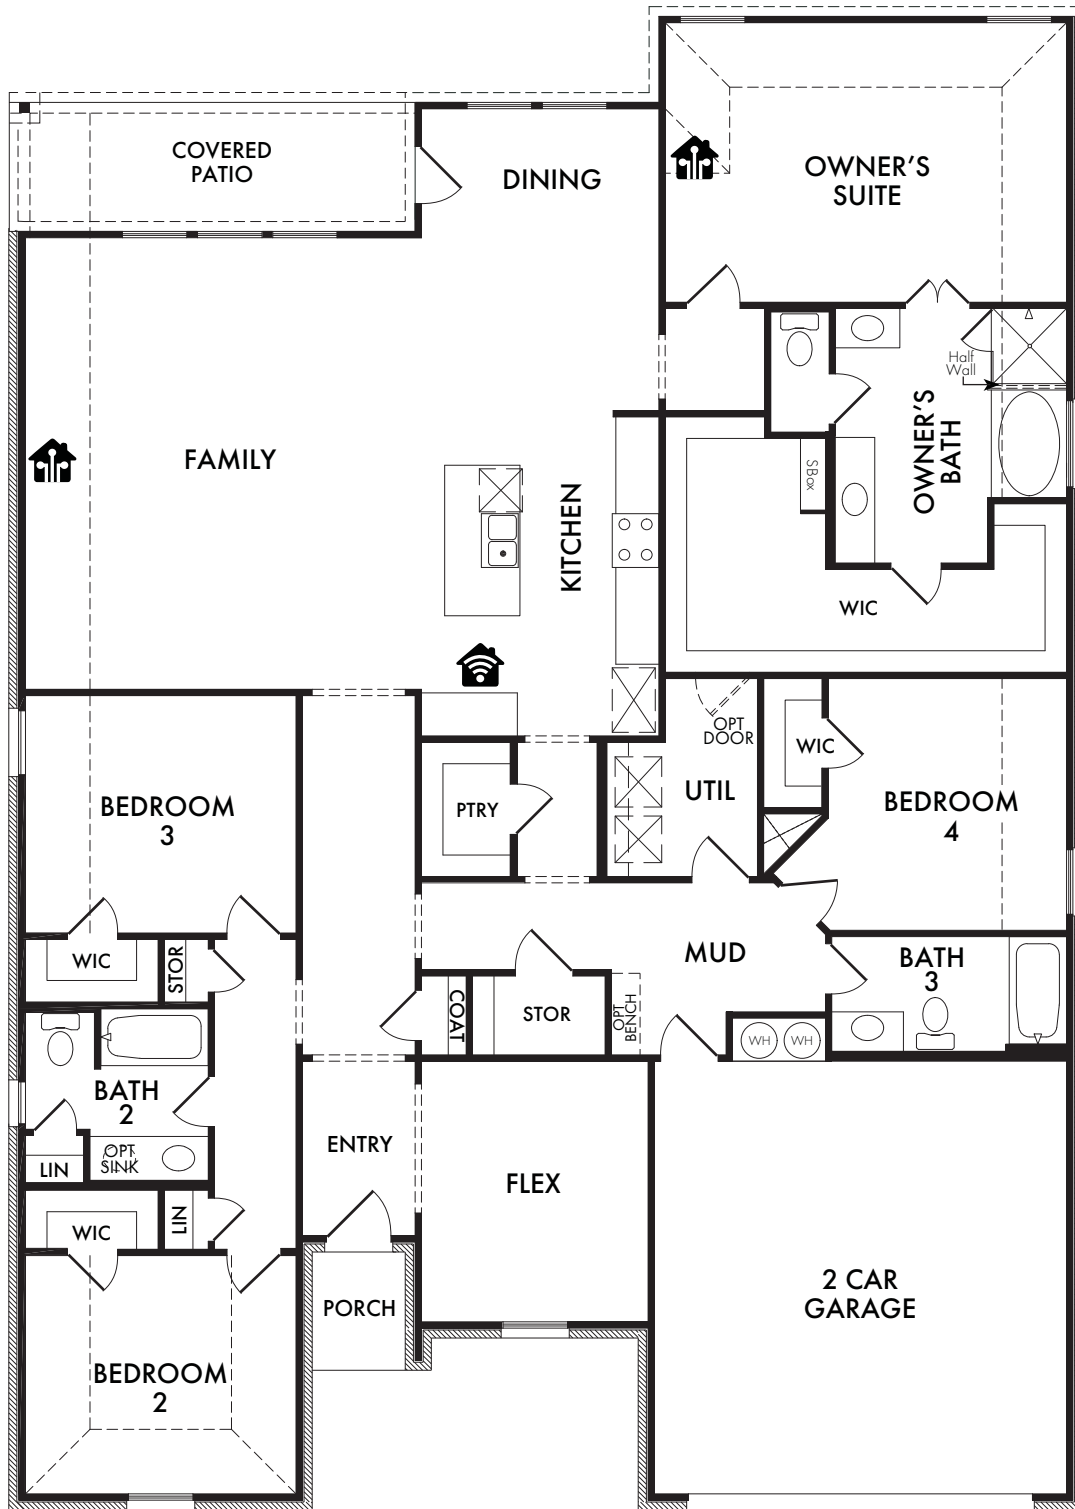 COVERED
PATIO
DINING
OWNER'S
SUITE
Half
Wall
OWNER'S
BATH
FAMILY
KITCHEN
SBox
WIC
OPT
DOOR
WIC
UTIL
BEDROOM
3
PTRY
BEDROOM
4
WIC
STOR
MUD
BATH
3
COAT
STOR
OPT
BENCH
WH
WH
BATH
2
OPT
SINK
LIN
ENTRY
FLEX
WIC
LIN
PORCH
2 CAR
GARAGE
BEDROOM
2